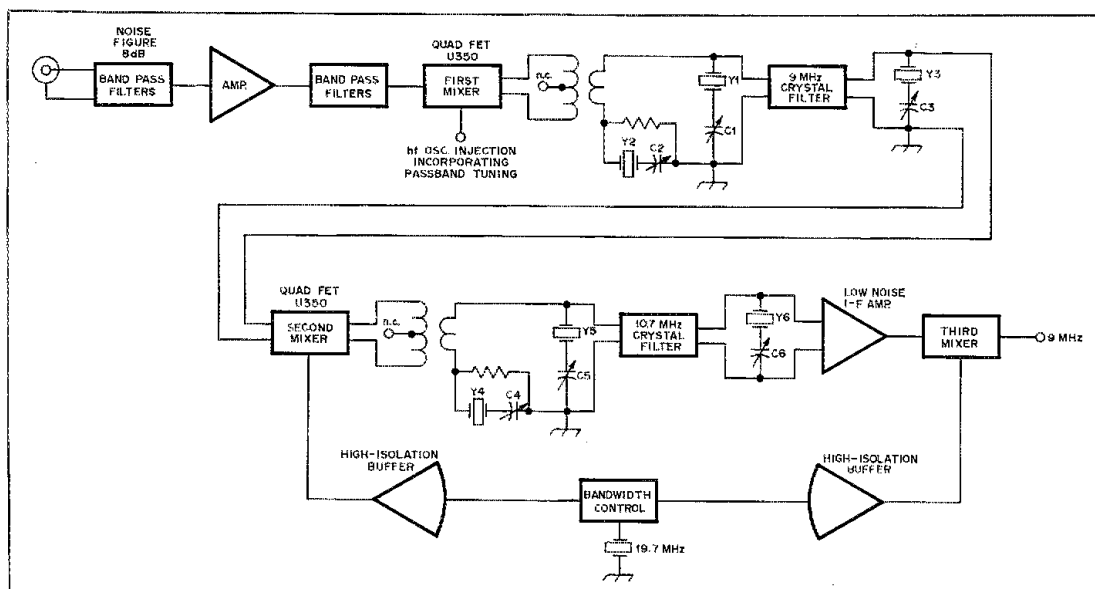 NOISE
FIGURE
8dB
BAND PASS
FILTERS
AMP.
BAND PASS
FILTERS
QUAD FET
U350
FIRST
MIXER
hf OSC. INJECTION
INCORPORATING
PASSBAND TUNING
n.c.
Y2
C2
Y1
C1
9 MHz
CRYSTAL
FILTER
Y3
C3
QUAD FET
U350
SECOND
MIXER
n.c.
Y4
C4
Y5
C5
10.7 MHz
CRYSTAL
FILTER
Y6
C6
LOW NOISE
I-F AMP.
THIRD
MIXER
9 MHz
HIGH-ISOLATION
BUFFER
BANDWIDTH
CONTROL
19.7 MHz
HIGH-ISOLATION
BUFFER